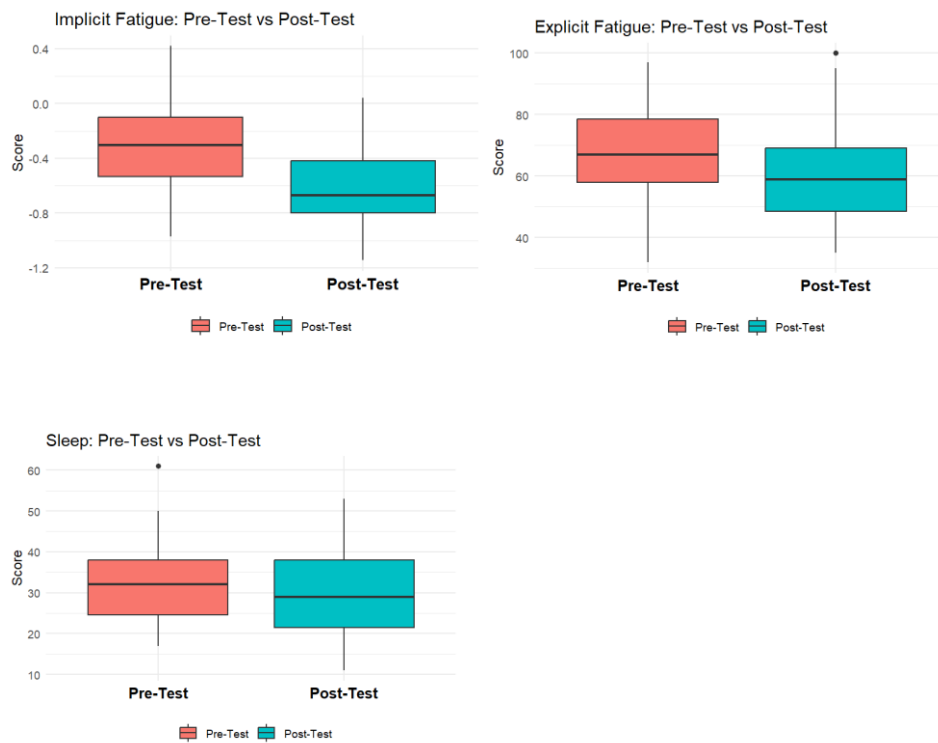 Implicit Fatigue: Pre-Test vs Post-Test
0.4
0.0
-0.4
-0.8
-1.2
Score
Pre-Test Post-Test
Pre-Test Post-Test
Explicit Fatigue: Pre-Test vs Post-Test
100
80
60
40
Score
Pre-Test Post-Test
Pre-Test Post-Test
Sleep: Pre-Test vs Post-Test
60
50
40
30
20
10
Score
Pre-Test Post-Test
Pre-Test Post-Test